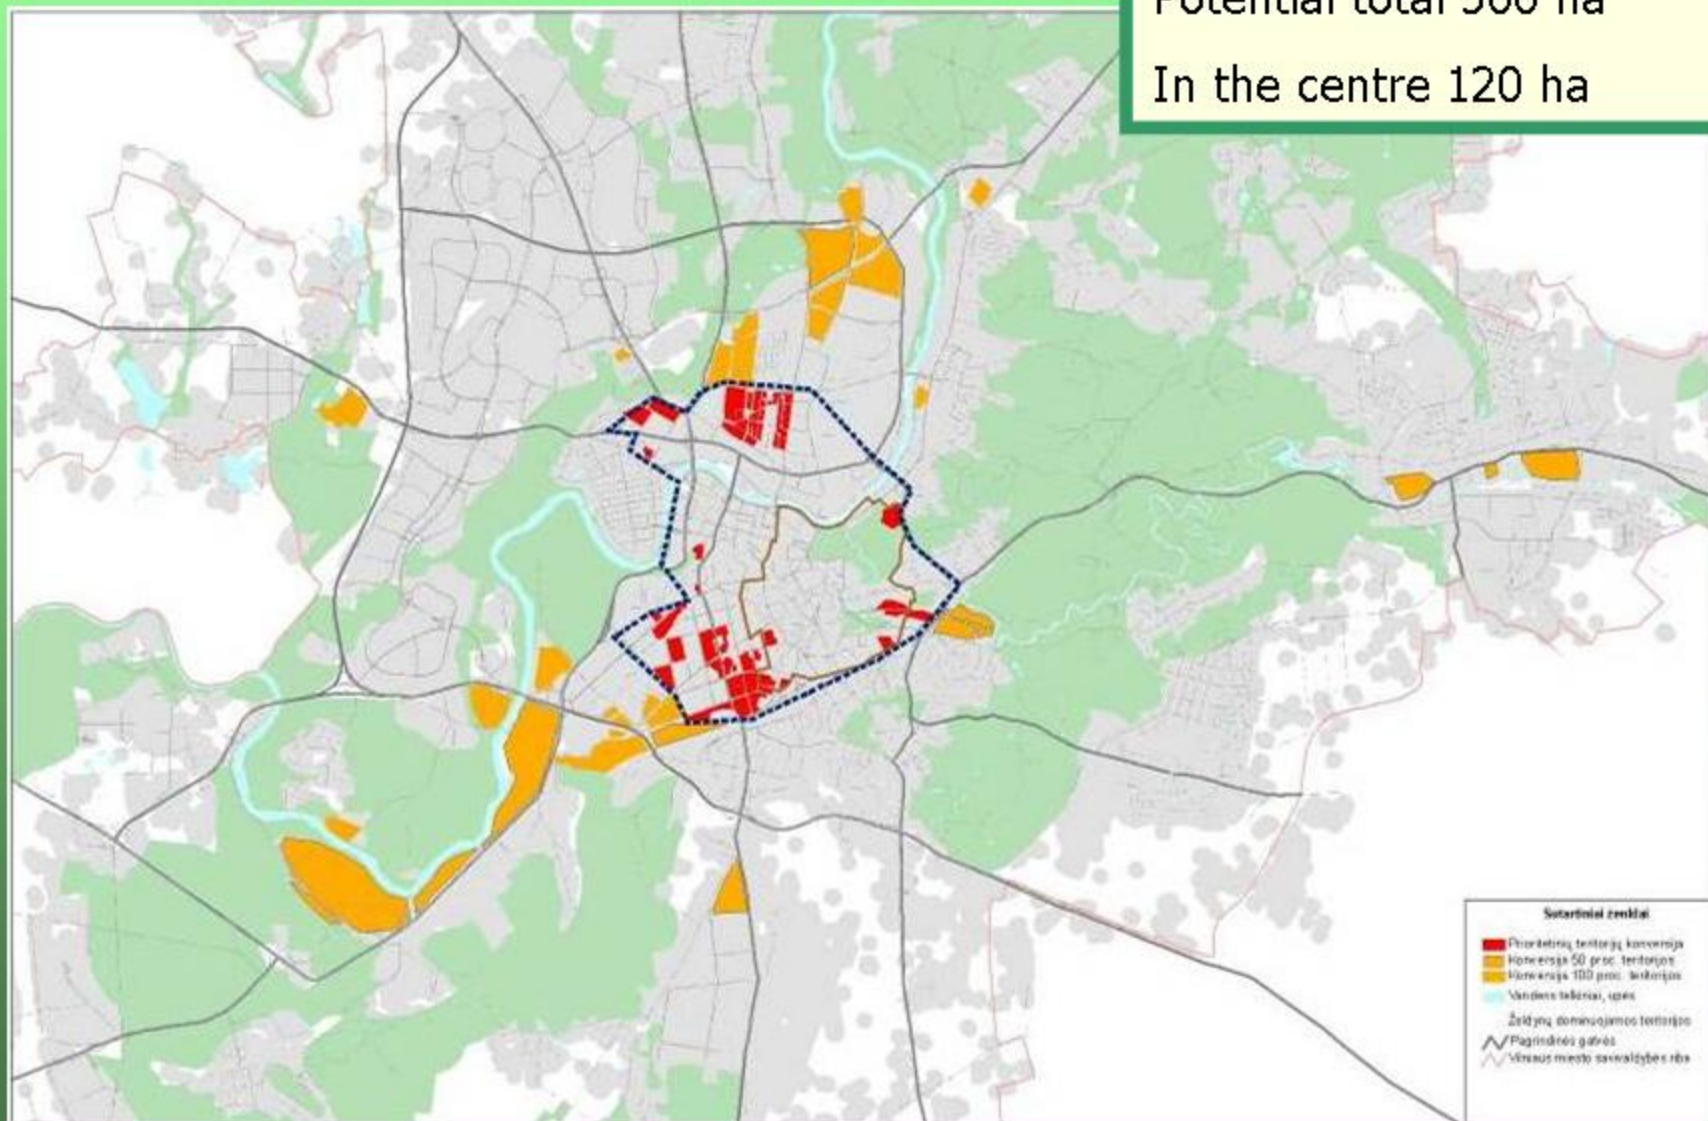 Potential total 500 ha
In the centre 120 ha
Sutartiniai ženklai
Prioritetinių teritorijų konversija
Konversija 50 proc. teritorijos
Konversija 100 proc. teritorijos
Vandens telkiniai, upės
Želdynų dominuojamos teritorijos
Pagrindinės gatvės
Vilniaus miesto savivaldybės riba